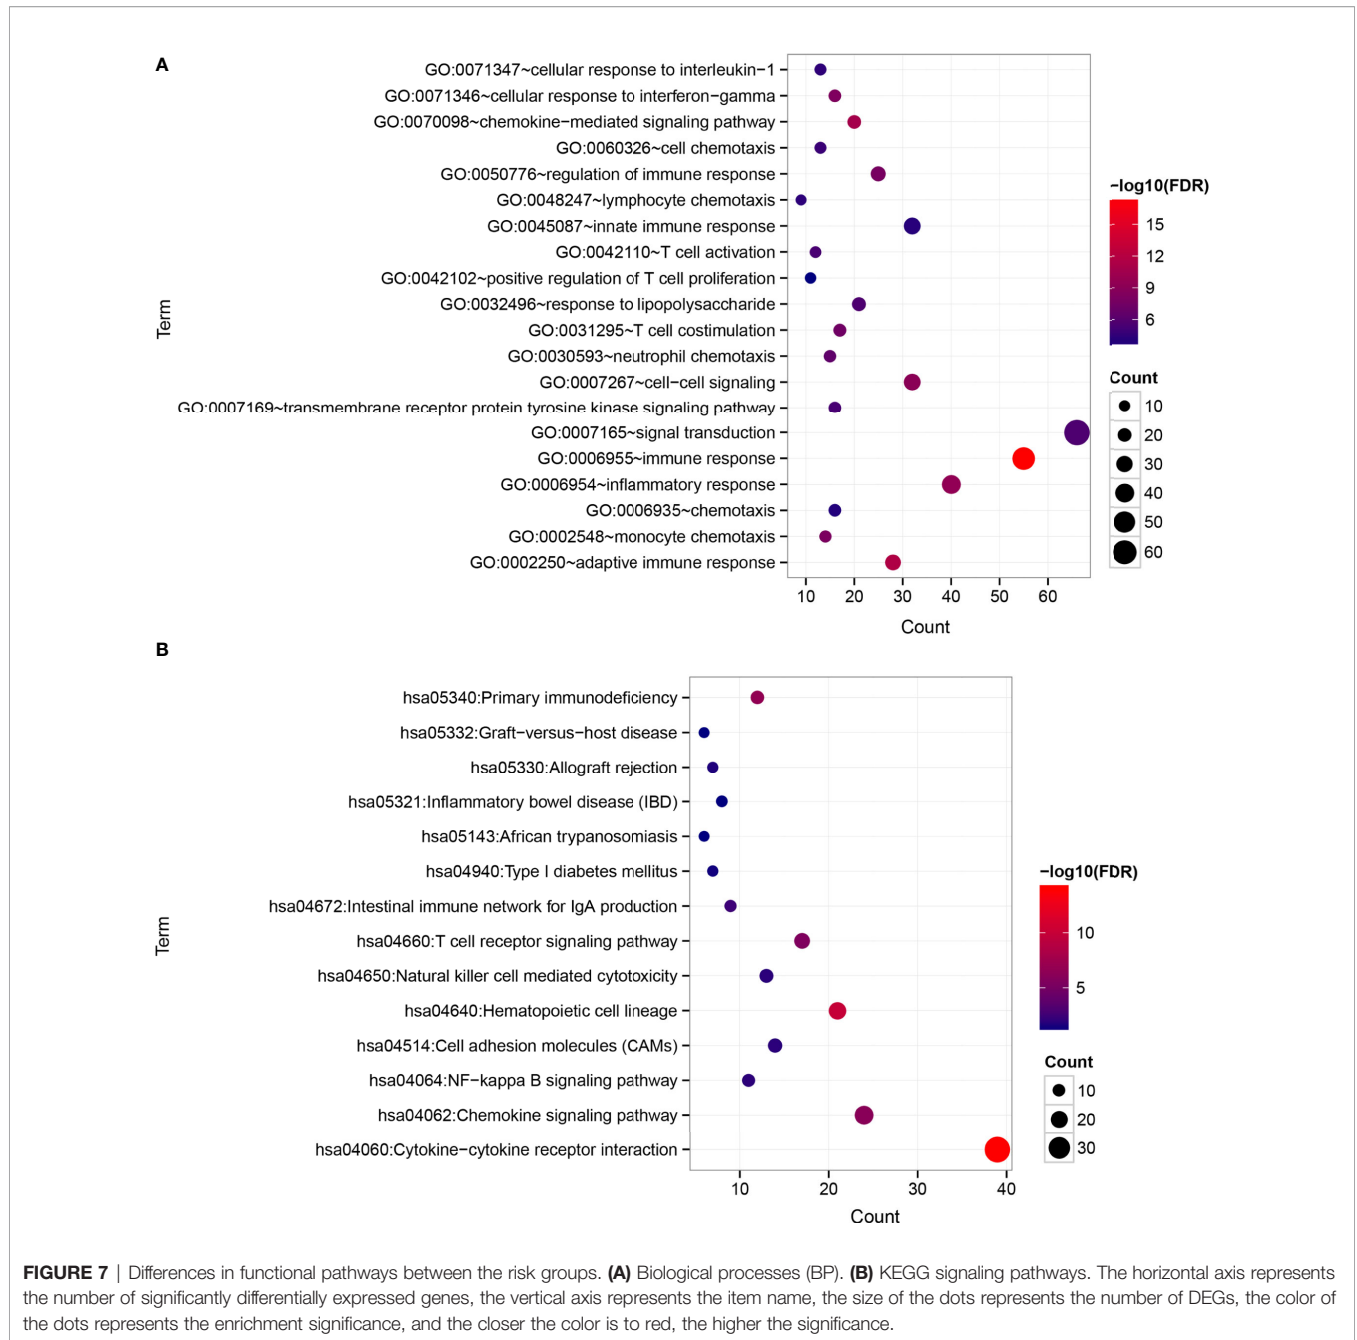 A
GO:0071347~cellular response to interleukin−1
GO:0071346~cellular response to interferon−gamma
GO:0070098~chemokine−mediated signaling pathway
GO:0060326~cell chemotaxis
GO:0050776~regulation of immune response
GO:0048247~lymphocyte chemotaxis
GO:0045087~innate immune response
GO:0042110~T cell activation
GO:0042102~positive regulation of T cell proliferation
GO:0032496~response to lipopolysaccharide
GO:0031295~T cell costimulation
GO:0030593~neutrophil chemotaxis
GO:0007267~cell−cell signaling
GO:0007169~transmembrane receptor protein tyrosine kinase signaling pathway
GO:0007165~signal transduction
GO:0006955~immune response
GO:0006954~inflammatory response
GO:0006935~chemotaxis
GO:0002548~monocyte chemotaxis
GO:0002250~adaptive immune response
Term
10 20 30 40 50 60
Count
−log10(FDR)
15
12
9
6
Count
10
20
30
40
50
60
B
hsa05340:Primary immunodeficiency
hsa05332:Graft−versus−host disease
hsa05330:Allograft rejection
hsa05321:Inflammatory bowel disease (IBD)
hsa05143:African trypanosomiasis
hsa04940:Type I diabetes mellitus
hsa04672:Intestinal immune network for IgA production
hsa04660:T cell receptor signaling pathway
hsa04650:Natural killer cell mediated cytotoxicity
hsa04640:Hematopoietic cell lineage
hsa04514:Cell adhesion molecules (CAMs)
hsa04064:NF−kappa B signaling pathway
hsa04062:Chemokine signaling pathway
hsa04060:Cytokine−cytokine receptor interaction
Term
10 20 30 40
Count
−log10(FDR)
10
5
Count
10
20
30
FIGURE 7 | Differences in functional pathways between the risk groups. (A) Biological processes (BP). (B) KEGG signaling pathways. The horizontal axis represents
the number of significantly differentially expressed genes, the vertical axis represents the item name, the size of the dots represents the number of DEGs, the color of
the dots represents the enrichment significance, and the closer the color is to red, the higher the significance.